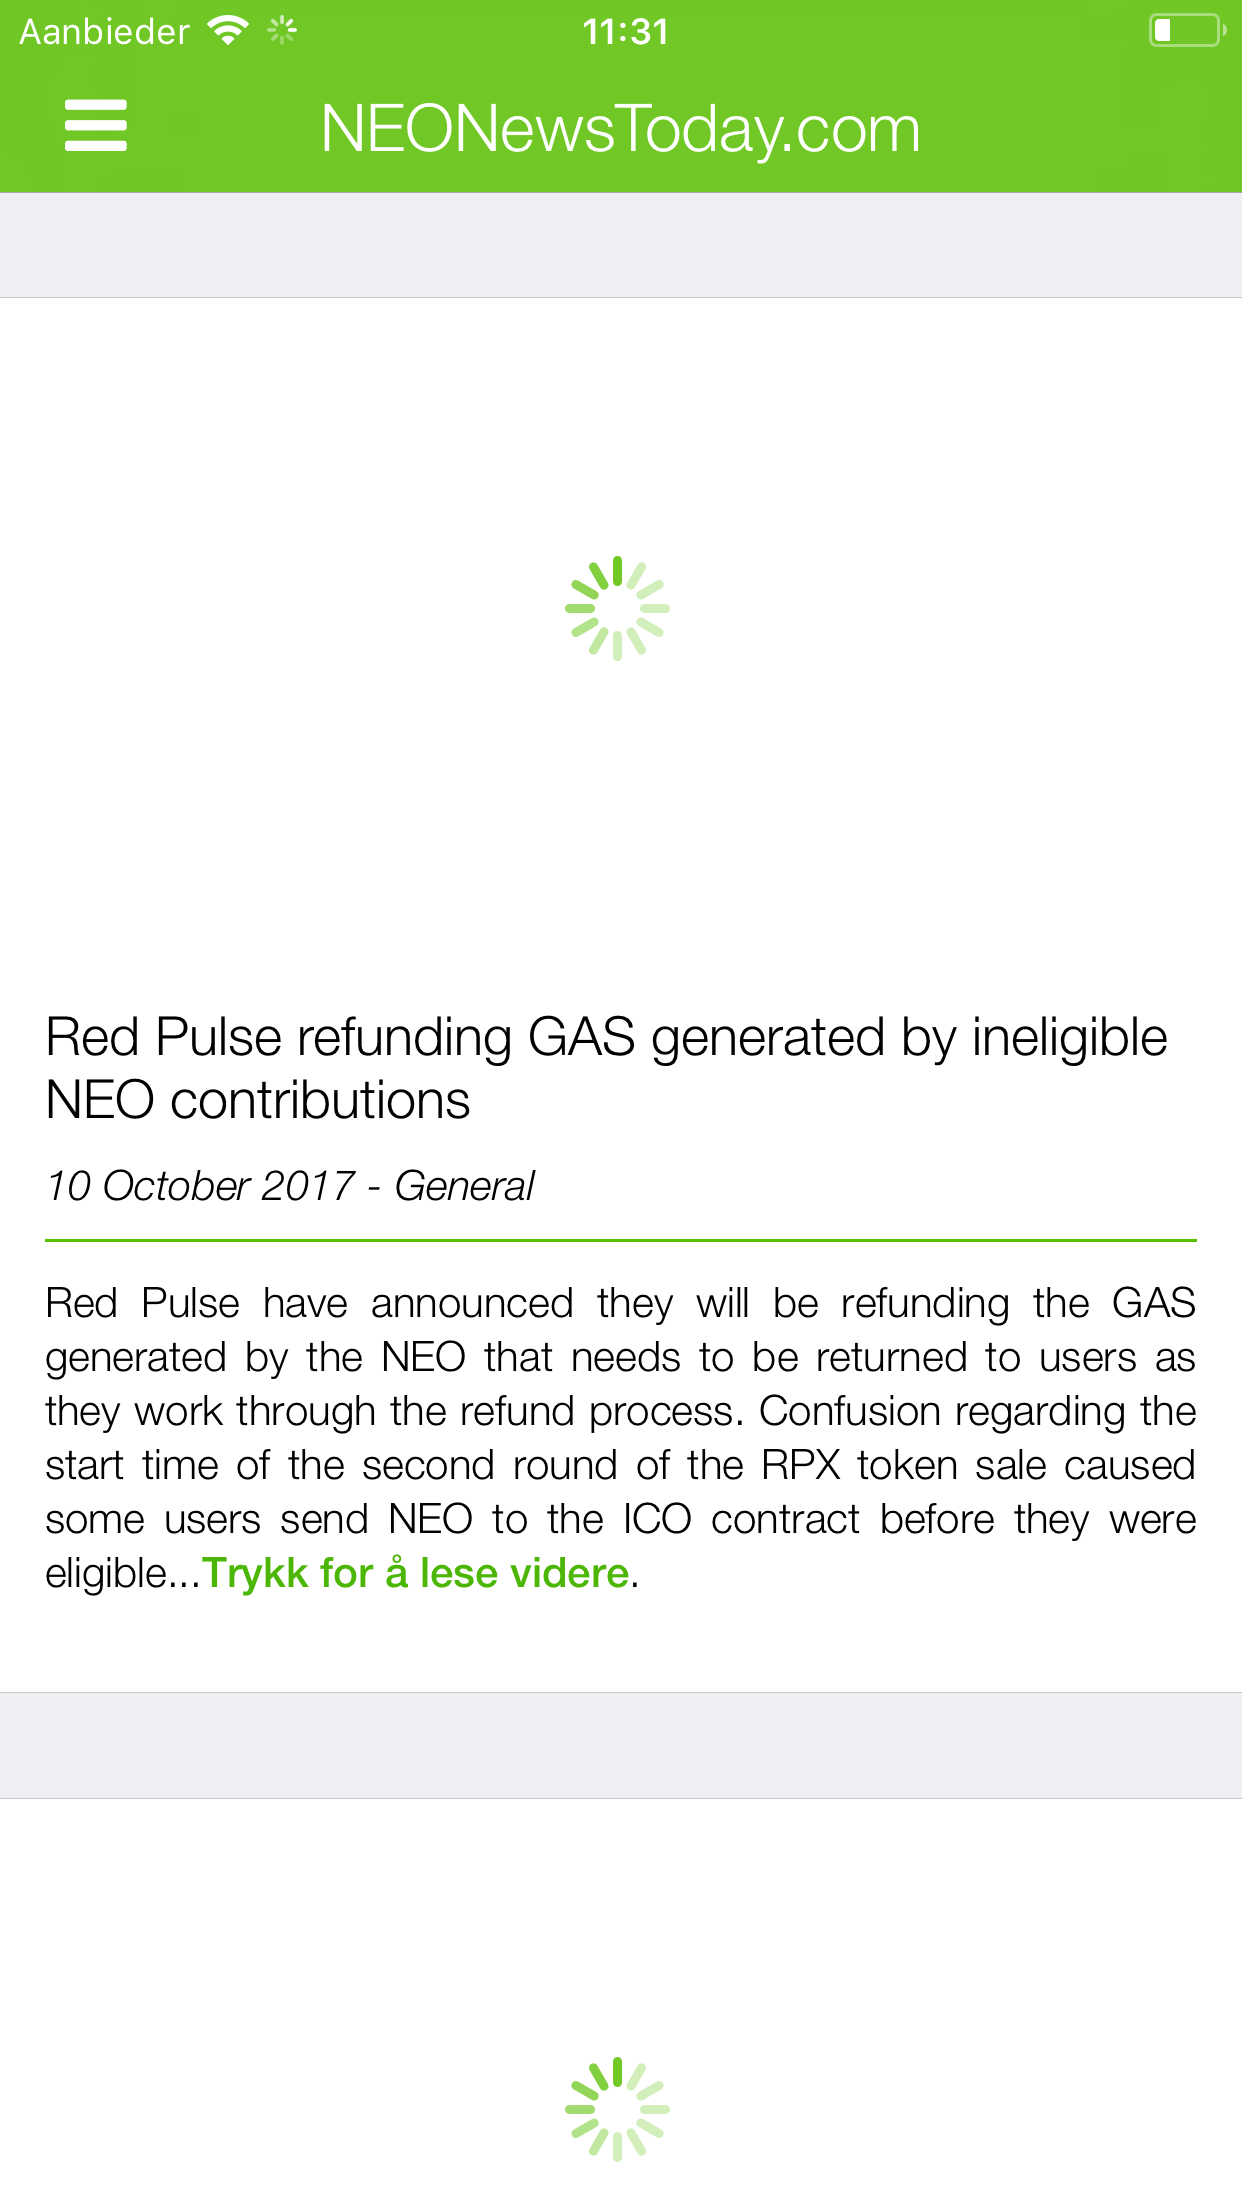 Aanbieder
11:31
NEONewsToday.com
Red Pulse refunding GAS generated by ineligible
NEO contributions
10 October 2017 - General
Red Pulse have announced they will be refunding the GAS
generated by the NEO that needs to be returned to users as
they work through the refund process. Confusion regarding the
start time of the second round of the RPX token sale caused
some users send NEO to the ICO contract before they were
eligible...Trykk for å lese videre.